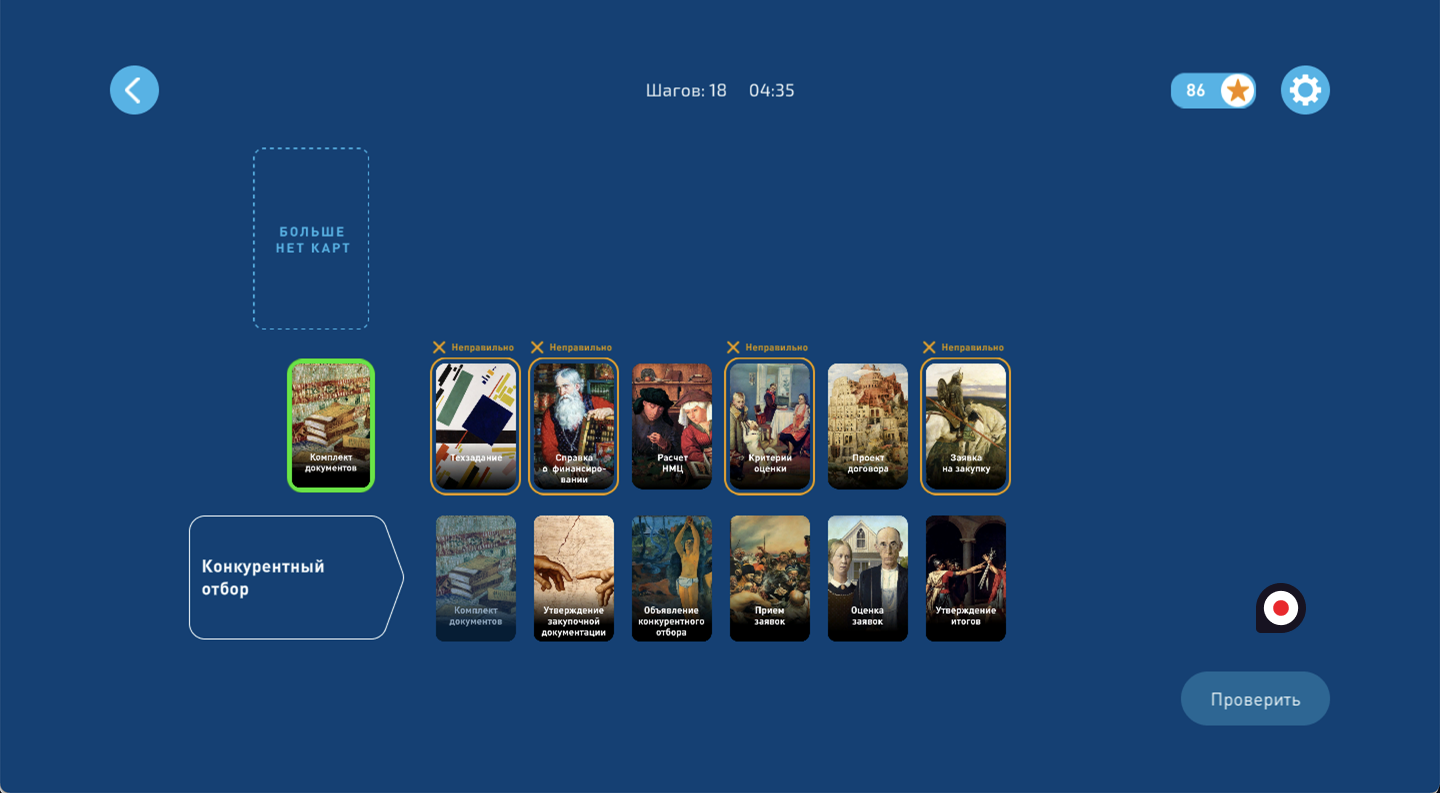 Шагов: 18 04:35
86
БОЛЬШЕ
НЕТ КАРТ
Неправильно
Неправильно
Неправильно
Неправильно
Комплект
документов
Техзадание
Справка
о финансиро-
вании
Расчет
НМЦ
Критерии
оценки
Проект
договора
Заявка
на закупку
Конкурентный
отбор
Комплект
документов
Утверждение
закупочной
документации
Объявление
конкурентного
отбора
Прием
заявок
Оценка
заявок
Утверждение
итогов
Проверить